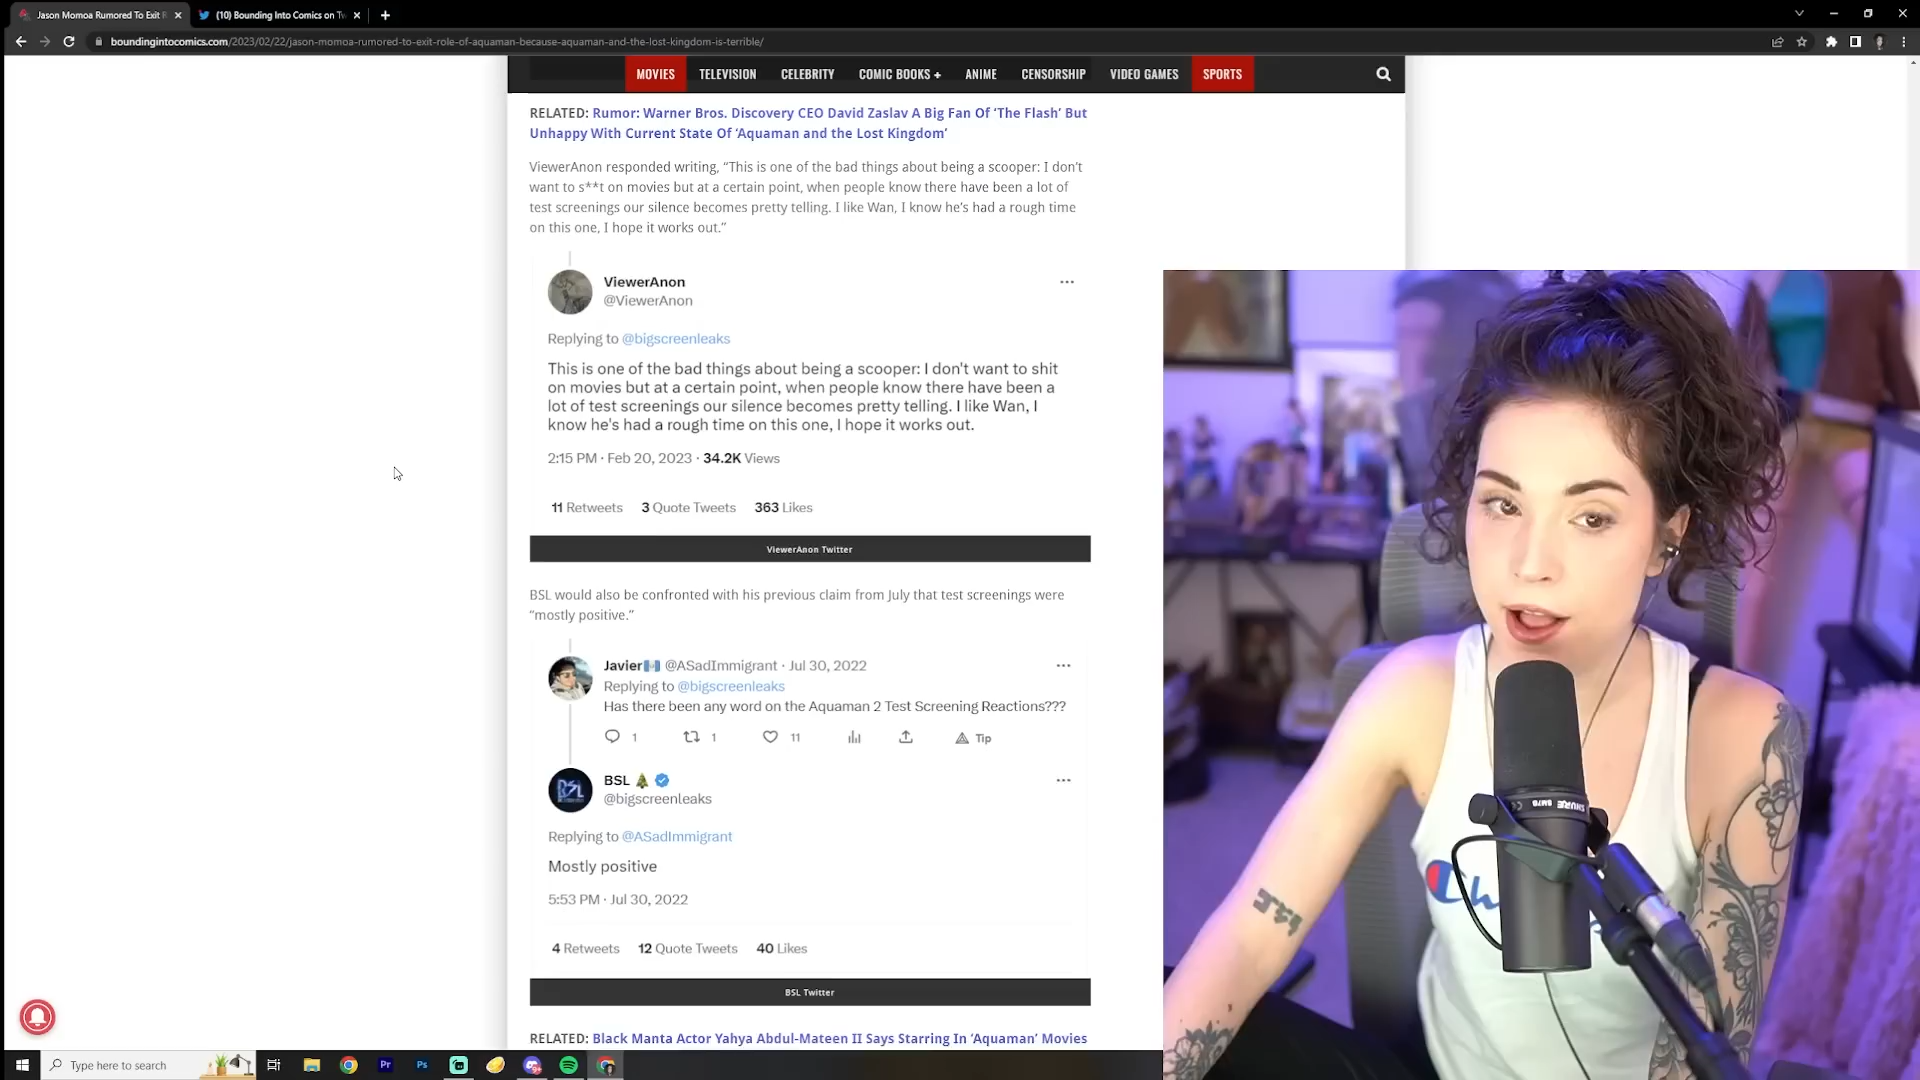 Jason Momoa Rumored To Exit R
(10) Bounding Into Comics on Tw
boundingintocomics.com/2023/02/22/jason-momoa-rumored-to-exit-role-of-aquaman-because-aquaman-and-the-lost-kingdom-is-terrible/
MOVIES TELEVISION CELEBRITY COMIC BOOKS + ANIME CENSORSHIP VIDEO GAMES SPORTS
RELATED: Rumor: Warner Bros. Discovery CEO David Zaslav A Big Fan Of ‘The Flash’ But
Unhappy With Current State Of ‘Aquaman and the Lost Kingdom’
ViewerAnon responded writing, “This is one of the bad things about being a scooper: I don’t
want to s**t on movies but at a certain point, when people know there have been a lot of
test screenings our silence becomes pretty telling. I like Wan, I know he’s had a rough time
on this one, I hope it works out.”
ViewerAnon
@ViewerAnon
Replying to @bigscreenleaks
This is one of the bad things about being a scooper: I don't want to shit
on movies but at a certain point, when people know there have been a
lot of test screenings our silence becomes pretty telling. I like Wan, I
know he's had a rough time on this one, I hope it works out.
2:15 PM · Feb 20, 2023 · 34.2K Views
11 Retweets 3 Quote Tweets 363 Likes
ViewerAnon Twitter
BSL would also be confronted with his previous claim from July that test screenings were
“mostly positive.”
Javier @ASadImmigrant · Jul 30, 2022
Replying to @bigscreenleaks
Has there been any word on the Aquaman 2 Test Screening Reactions???
1 1 11 Tip
BSL
BSL
@bigscreenleaks
Replying to @ASadImmigrant
Mostly positive
5:53 PM · Jul 30, 2022
4 Retweets 12 Quote Tweets 40 Likes
BSL Twitter
RELATED: Black Manta Actor Yahya Abdul-Mateen II Says Starring In ‘Aquaman’ Movies
SHURE SM7B
Type here to search
Pr
Ps